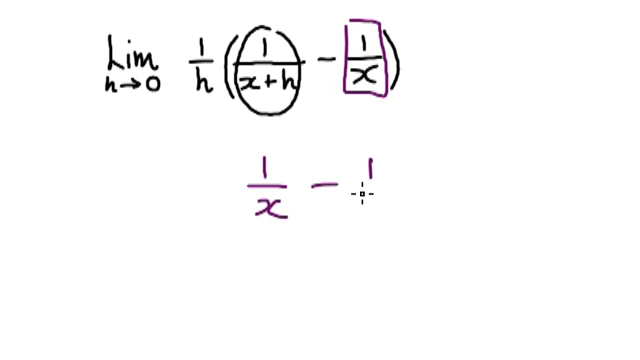 Lim h→0 1/h (1/(x+h) − 1/x)
1/x − 1